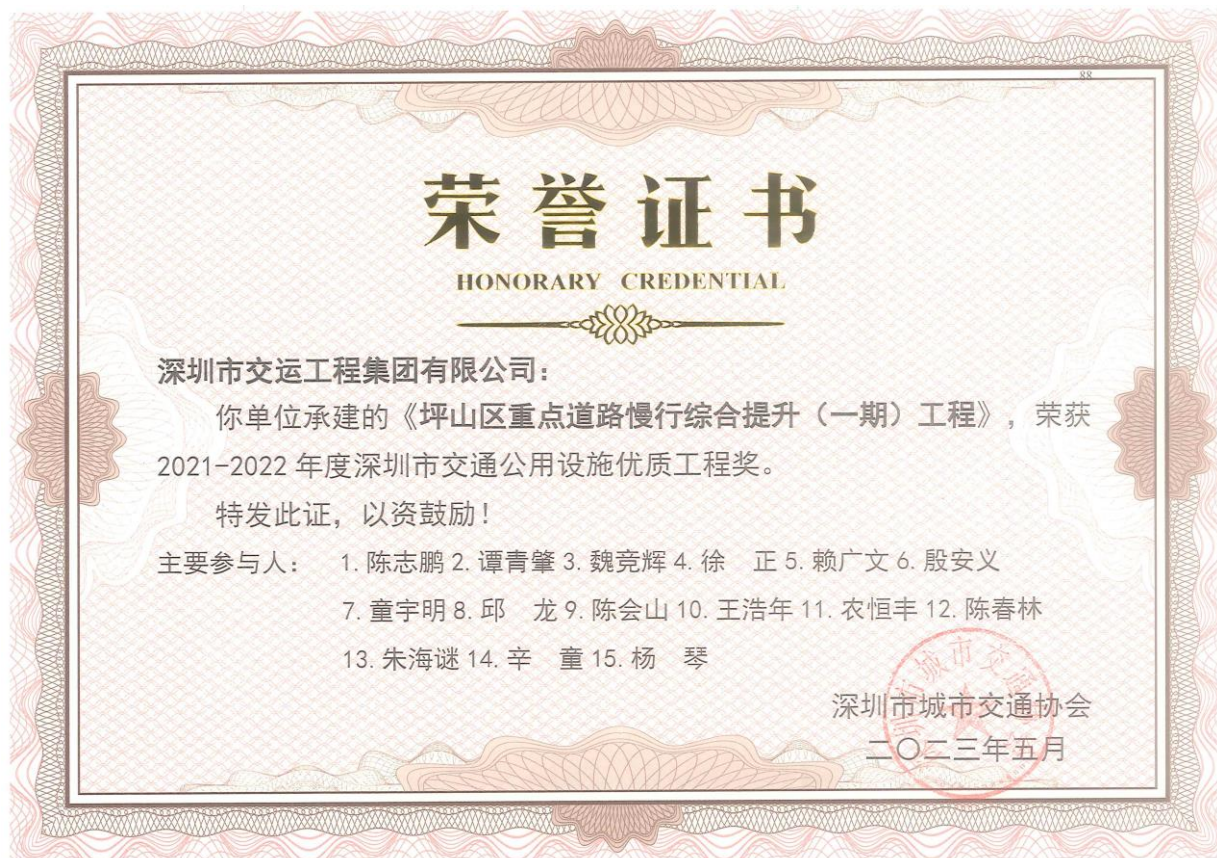 荣誉证书
HONORARY CREDENTIAL
深圳市交运工程集团有限公司：
你单位承建的《坪山区重点道路慢行综合提升（一期）工程》，荣获
2021-2022 年度深圳市交通公用设施优质工程奖。
特发此证，以资鼓励！
主要参与人： 1. 陈志鹏 2. 谭青肇 3. 魏竞辉 4. 徐　正 5. 赖广文 6. 殷安义
7. 童宇明 8. 邱　龙 9. 陈会山 10. 王浩年 11. 农恒丰 12. 陈春林
13. 朱海谜 14. 辛　童 15. 杨　琴
深圳市城市交通协会
二〇二三年五月